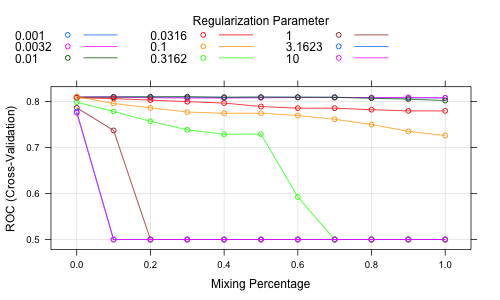 Regularization Parameter
0.001 0.0316 1
0.0032 0.1 3.1623
0.01 0.3162 10
ROC (Cross-Validation)
0.8
0.7
0.6
0.5
0.0 0.2 0.4 0.6 0.8 1.0
Mixing Percentage